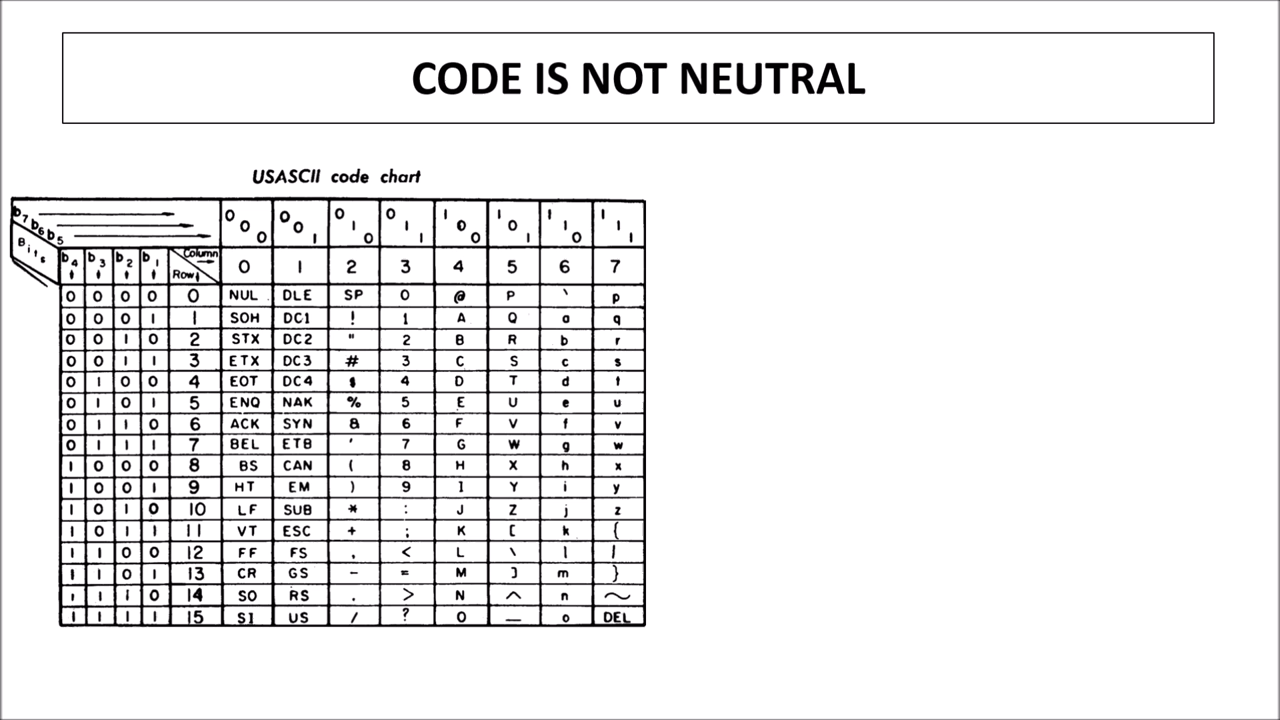 CODE IS NOT NEUTRAL
USASCII code chart
b7 b6 b5 0 0 0 0 0 1 0 1 0 0 1 1 1 0 0 1 0 1 1 1 0 1 1 1
Bits b4 b3 b2 b1 Column Row 0 1 2 3 4 5 6 7
0 0 0 0 0 NUL DLE SP 0 @ P ` p
0 0 0 1 1 SOH DC1 ! 1 A Q a q
0 0 1 0 2 STX DC2 " 2 B R b r
0 0 1 1 3 ETX DC3 # 3 C S c s
0 1 0 0 4 EOT DC4 $ 4 D T d t
0 1 0 1 5 ENQ NAK % 5 E U e u
0 1 1 0 6 ACK SYN & 6 F V f v
0 1 1 1 7 BEL ETB ' 7 G W g w
1 0 0 0 8 BS CAN ( 8 H X h x
1 0 0 1 9 HT EM ) 9 I Y i y
1 0 1 0 10 LF SUB * : J Z j z
1 0 1 1 11 VT ESC + ; K [ k {
1 1 0 0 12 FF FS , < L \ l |
1 1 0 1 13 CR GS - = M ] m }
1 1 1 0 14 SO RS . > N ^ n ~
1 1 1 1 15 SI US / ? O _ o DEL